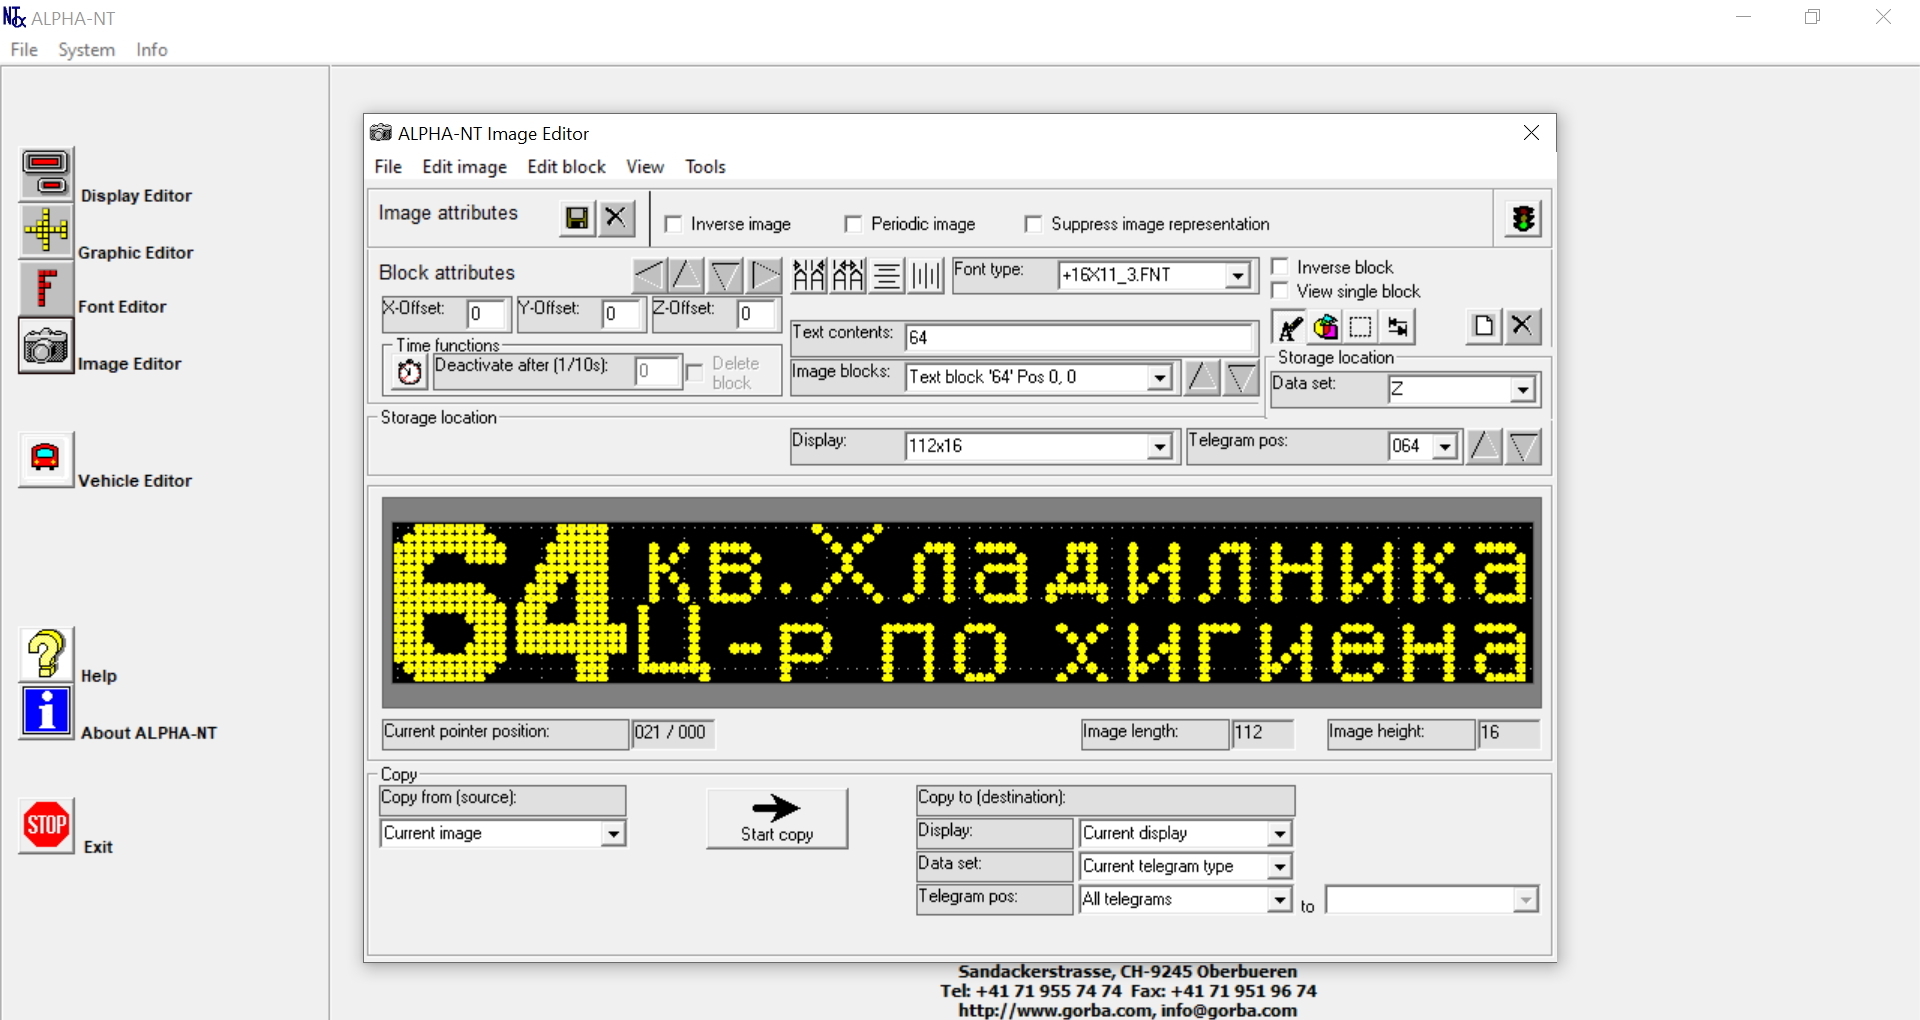 ALPHA-NT
File System Info
Display Editor
Graphic Editor
Font Editor
Image Editor
Vehicle Editor
Help
About ALPHA-NT
STOP
Exit
ALPHA-NT Image Editor
File Edit image Edit block View Tools
Image attributes
Inverse image Periodic image Suppress image representation
Block attributes
Font type: +16X11_3.FNT
Inverse block
View single block
X-Offset: 0 Y-Offset: 0 Z-Offset: 0
Text contents: 64
Time functions
Deactivate after (1/10s): 0 Delete block
Image blocks: Text block '64' Pos 0, 0
Storage location
Data set: Z
Storage location
Display: 112x16 Telegram pos: 064
64 кв.Хладилника
Ц-р по хигиена
Current pointer position: 021 / 000 Image length: 112 Image height: 16
Copy
Copy from (source):
Current image
Start copy
Copy to (destination):
Display: Current display
Data set: Current telegram type
Telegram pos: All telegrams to
Sandackerstrasse, CH-9245 Oberbueren
Tel: +41 71 955 74 74 Fax: +41 71 951 96 74
http://www.gorba.com, info@gorba.com